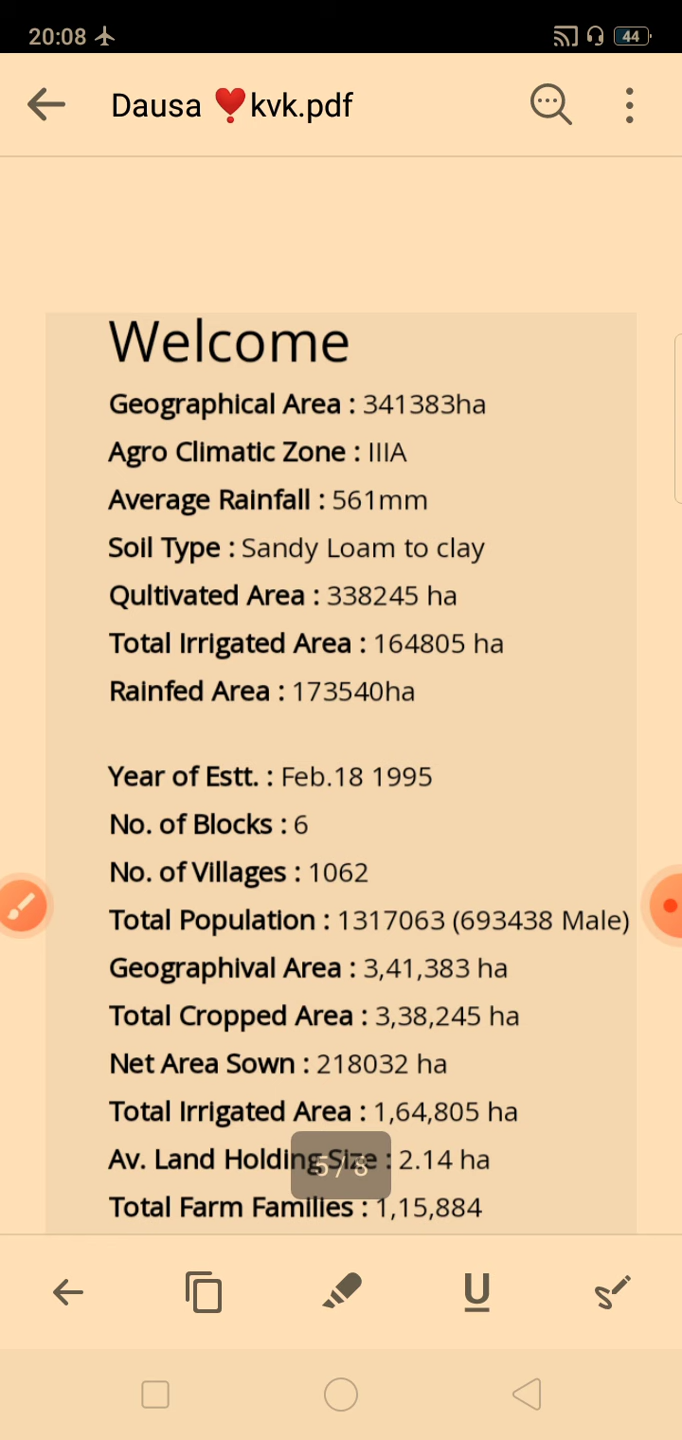 20:08
44
Dausa ❣️kvk.pdf
Welcome
Geographical Area : 341383ha
Agro Climatic Zone : IIIA
Average Rainfall : 561mm
Soil Type : Sandy Loam to clay
Qultivated Area : 338245 ha
Total Irrigated Area : 164805 ha
Rainfed Area : 173540ha
Year of Estt. : Feb.18 1995
No. of Blocks : 6
No. of Villages : 1062
Total Population : 1317063 (693438 Male)
Geographival Area : 3,41,383 ha
Total Cropped Area : 3,38,245 ha
Net Area Sown : 218032 ha
Total Irrigated Area : 1,64,805 ha
Av. Land Holding Size : 2.14 ha
5 / 8
Total Farm Families : 1,15,884
U